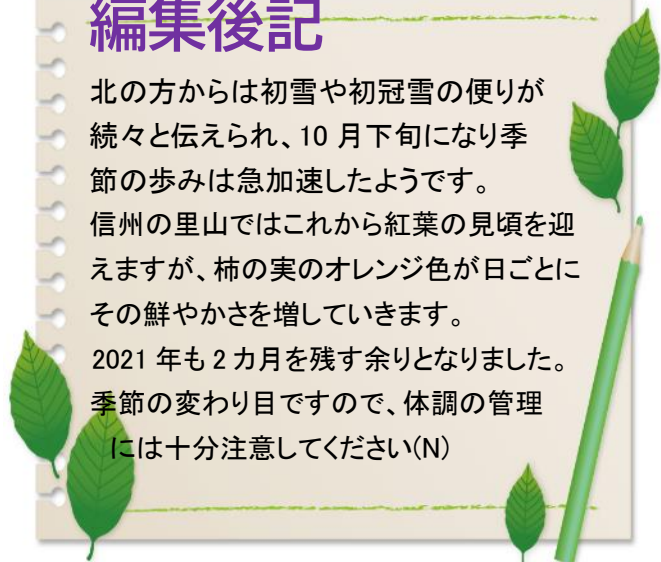 編集後記
北の方からは初雪や初冠雪の便りが
続々と伝えられ、10 月下旬になり季
節の歩みは急加速したようです。
信州の里山ではこれから紅葉の見頃を迎
えますが、柿の実のオレンジ色が日ごとに
その鮮やかさを増していきます。
2021 年も 2 カ月を残す余りとなりました。
季節の変わり目ですので、体調の管理
には十分注意してください(N)